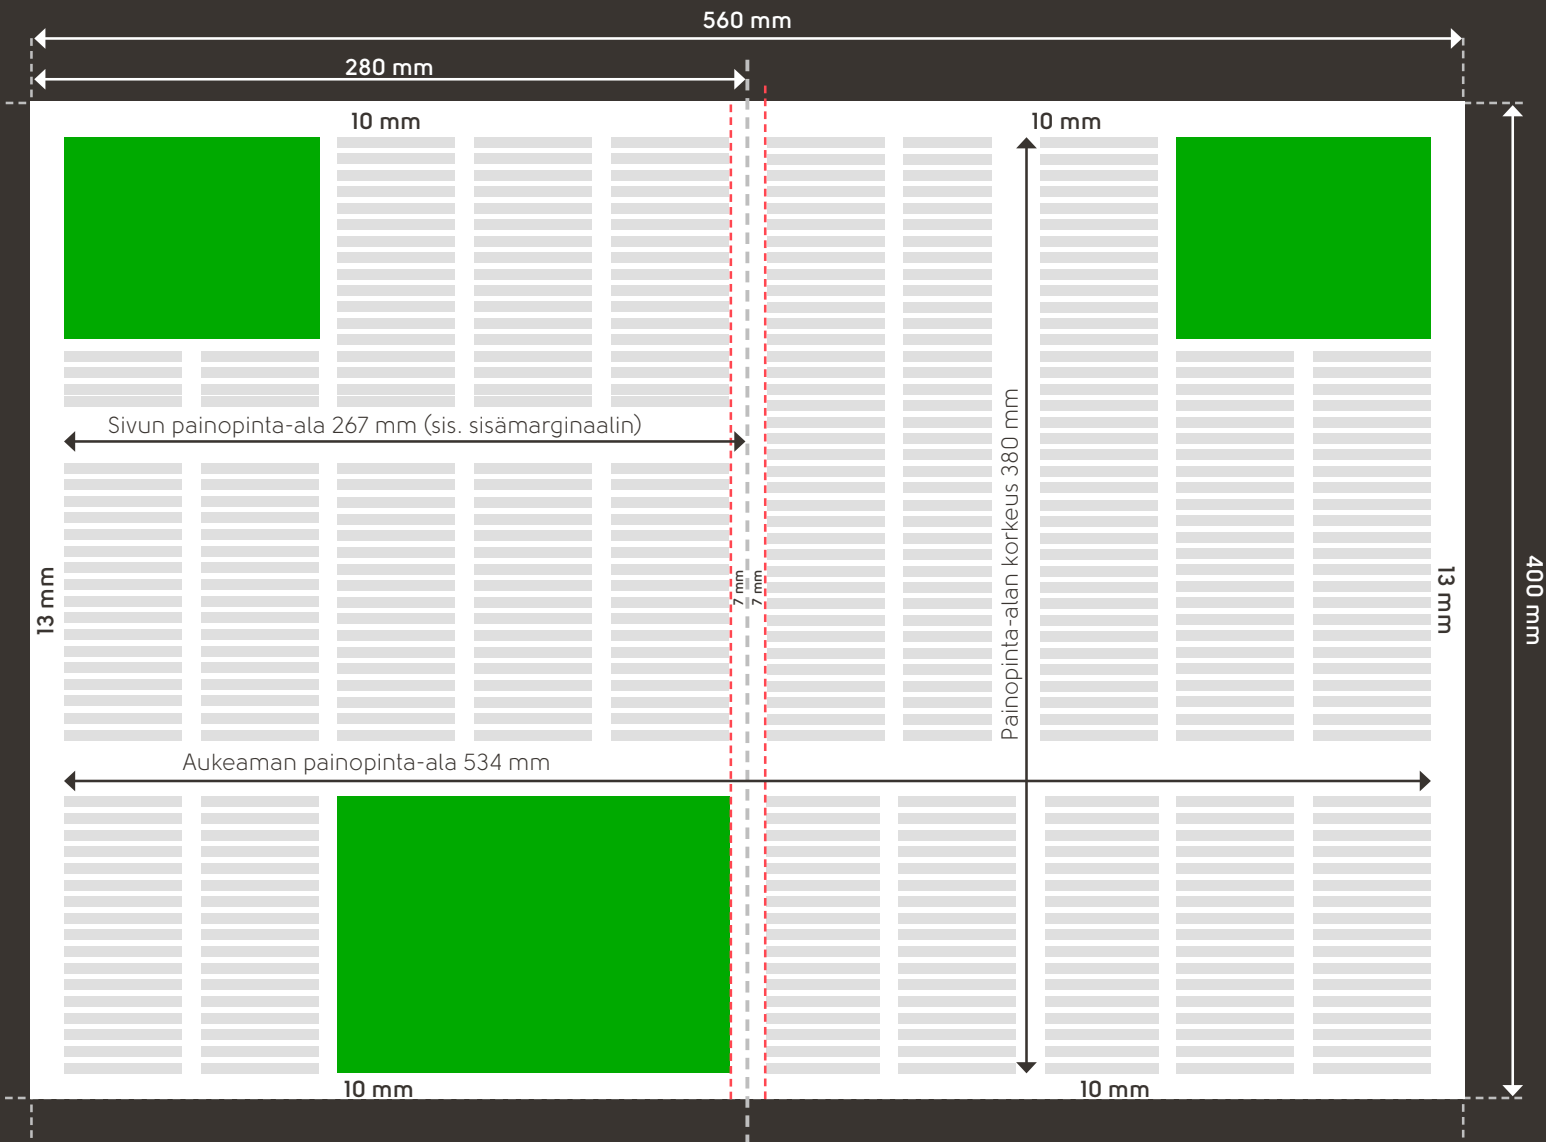 560 mm
280 mm
10 mm
10 mm
Sivun painopinta-ala 267 mm (sis. sisämarginaalin)
Painopinta-alan korkeus 380 mm
13 mm
7 mm
7 mm
13 mm
400 mm
Aukeaman painopinta-ala 534 mm
10 mm
10 mm